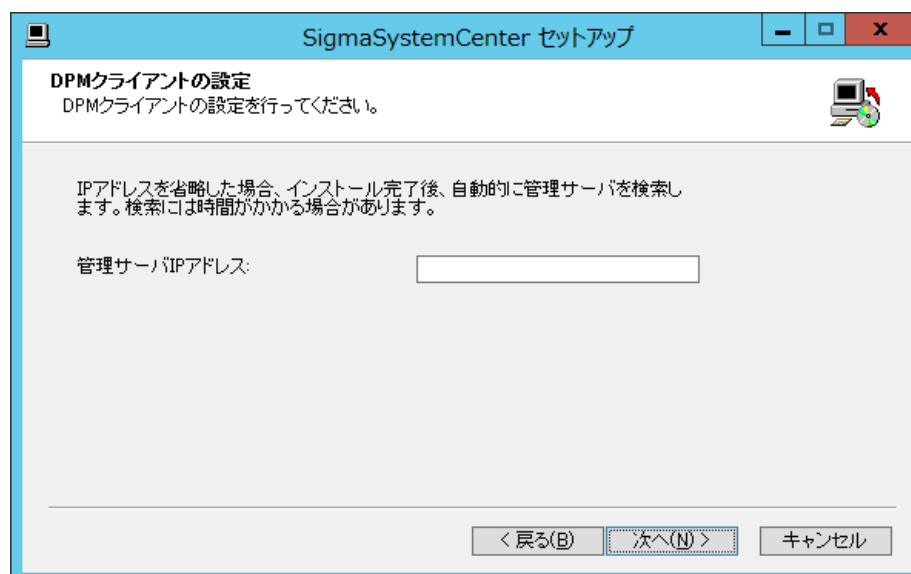 SigmaSystemCenter セットアップ
DPMクライアントの設定
DPMクライアントの設定を行ってください。
IPアドレスを省略した場合、インストール完了後、自動的に管理サーバを検索し
ます。検索には時間がかかる場合があります。
管理サーバIPアドレス:
< 戻る(B)
次へ(N) >
キャンセル